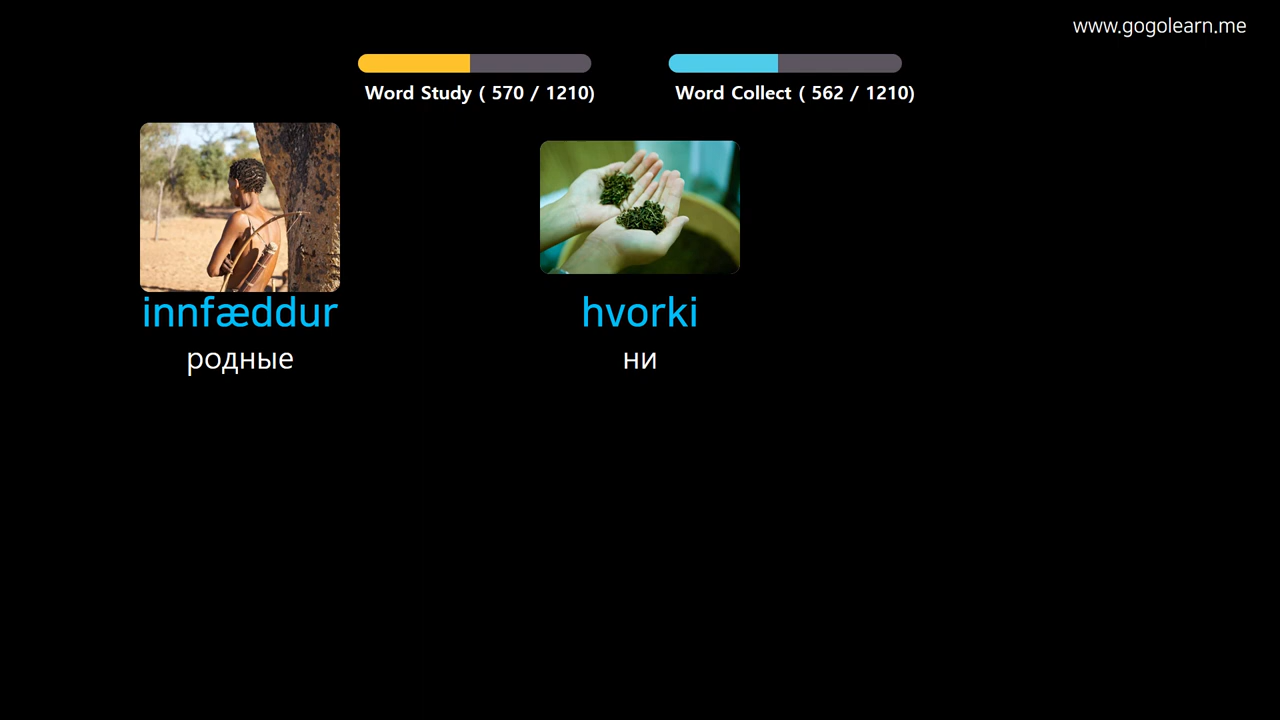 www.gogolearn.me
Word Study ( 570 / 1210)
Word Collect ( 562 / 1210)
innfæddur
родные
hvorki
ни